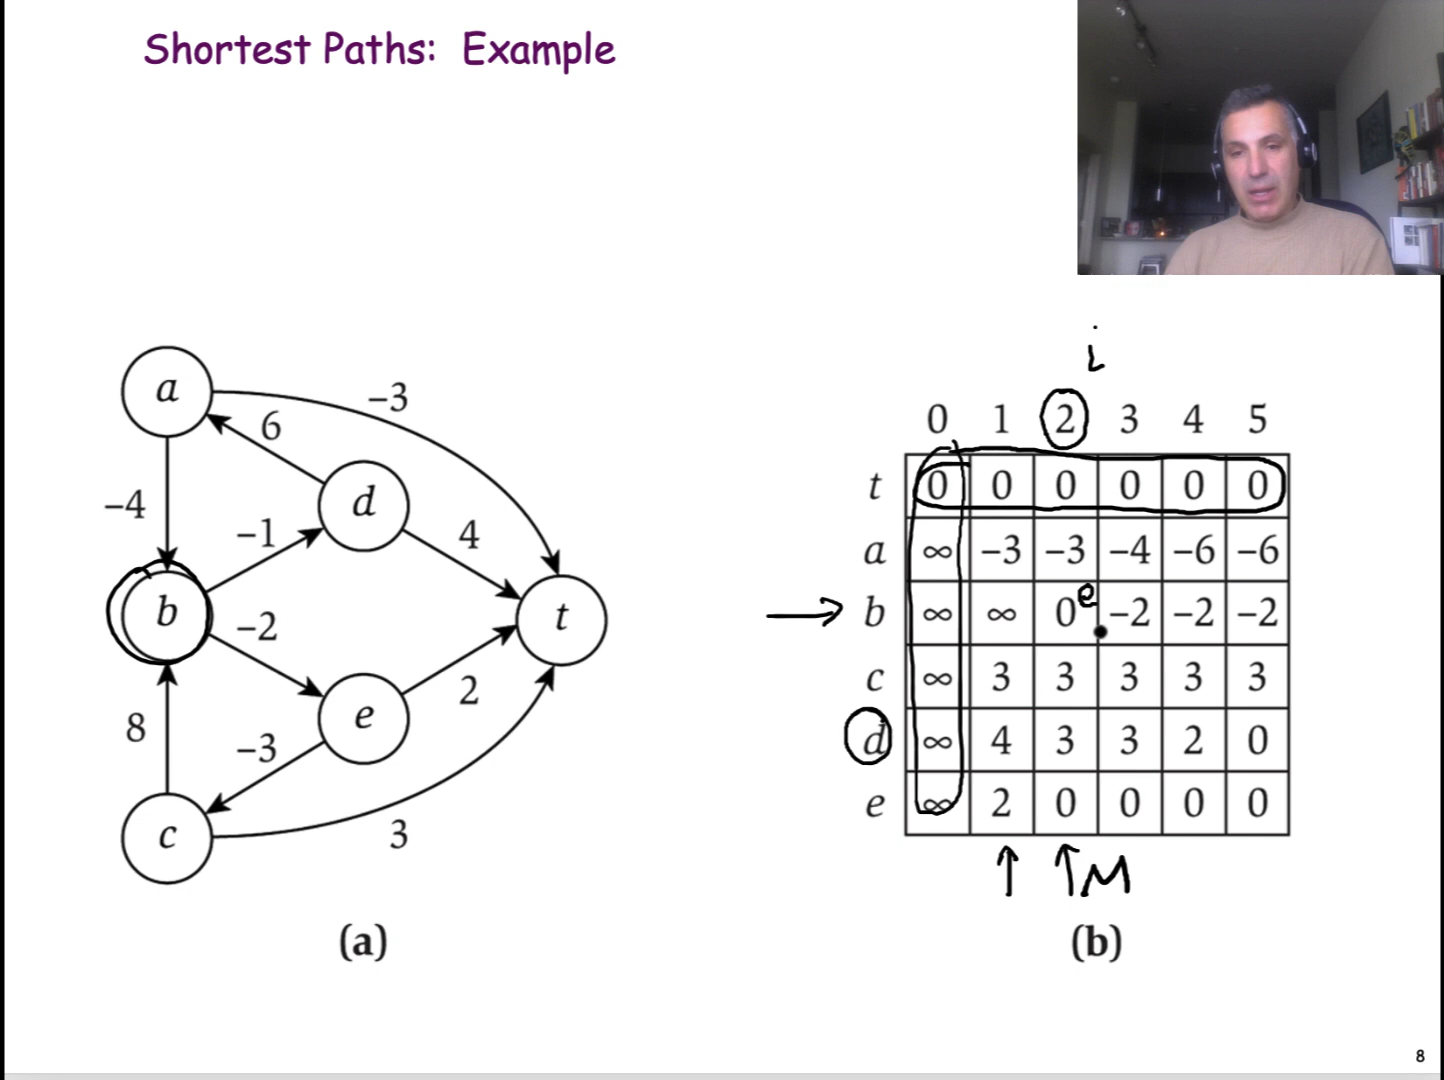 Shortest Paths: Example
a
-3
6
d
-4
-1
4
b
-2
t
e
2
8
-3
c
3
(a)
i
0 1 2 3 4 5
t 0 0 0 0 0 0
a ∞ -3 -3 -4 -6 -6
b ∞ ∞ 0 e -2 -2 -2
c ∞ 3 3 3 3 3
d ∞ 4 3 3 2 0
e ∞ 2 0 0 0 0
M
(b)
8